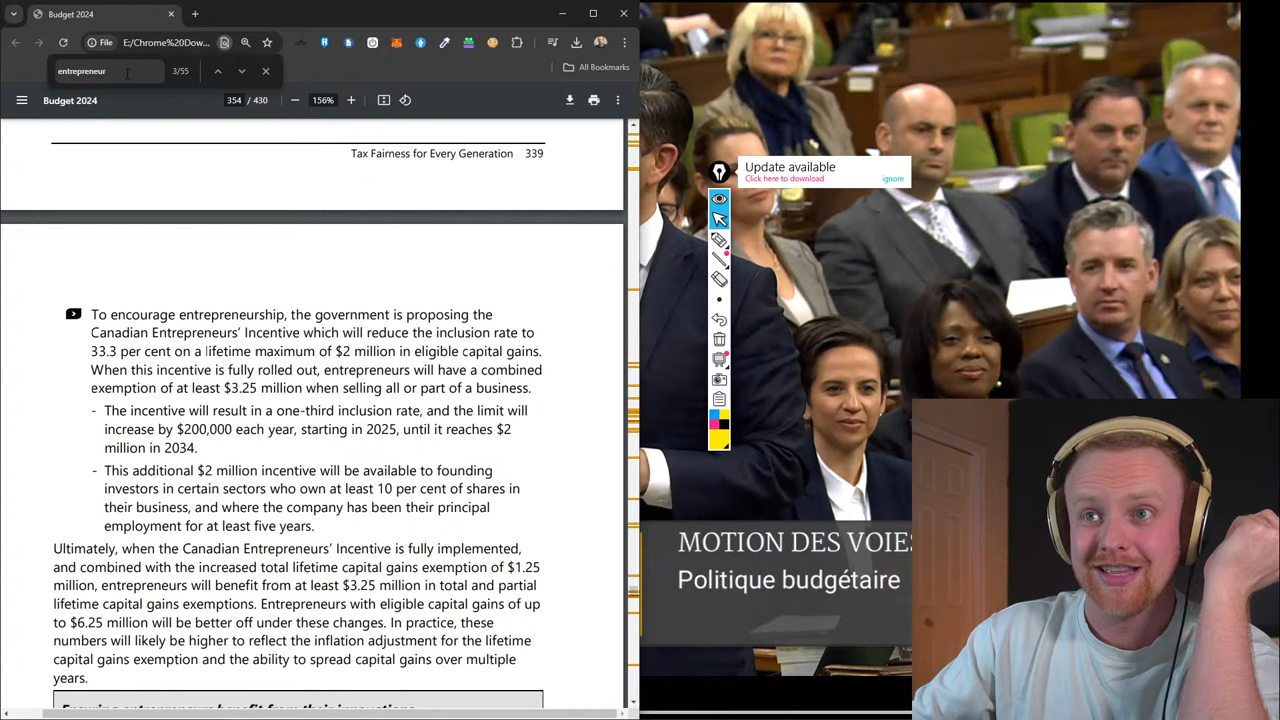 Budget 2024
File
E:/Chrome%20Dow...
entrepreneur
3/55
All Bookmarks
Budget 2024
354 / 430
156%
Tax Fairness for Every Generation 339
To encourage entrepreneurship, the government is proposing the
Canadian Entrepreneurs' Incentive which will reduce the inclusion rate to
33.3 per cent on a lifetime maximum of $2 million in eligible capital gains.
When this incentive is fully rolled out, entrepreneurs will have a combined
exemption of at least $3.25 million when selling all or part of a business.
- The incentive will result in a one-third inclusion rate, and the limit will
increase by $200,000 each year, starting in 2025, until it reaches $2
million in 2034.
- This additional $2 million incentive will be available to founding
investors in certain sectors who own at least 10 per cent of shares in
their business, and where the company has been their principal
employment for at least five years.
Ultimately, when the Canadian Entrepreneurs' Incentive is fully implemented,
and combined with the increased total lifetime capital gains exemption of $1.25
million, entrepreneurs will benefit from at least $3.25 million in total and partial
lifetime capital gains exemptions. Entrepreneurs with eligible capital gains of up
to $6.25 million will be better off under these changes. In practice, these
numbers will likely be higher to reflect the inflation adjustment for the lifetime
capital gains exemption and the ability to spread capital gains over multiple
years.
Ensuring entrepreneurs benefit from their innovations
Update available
Click here to download
ignore
MOTION DES VOIES
Politique budgétaire